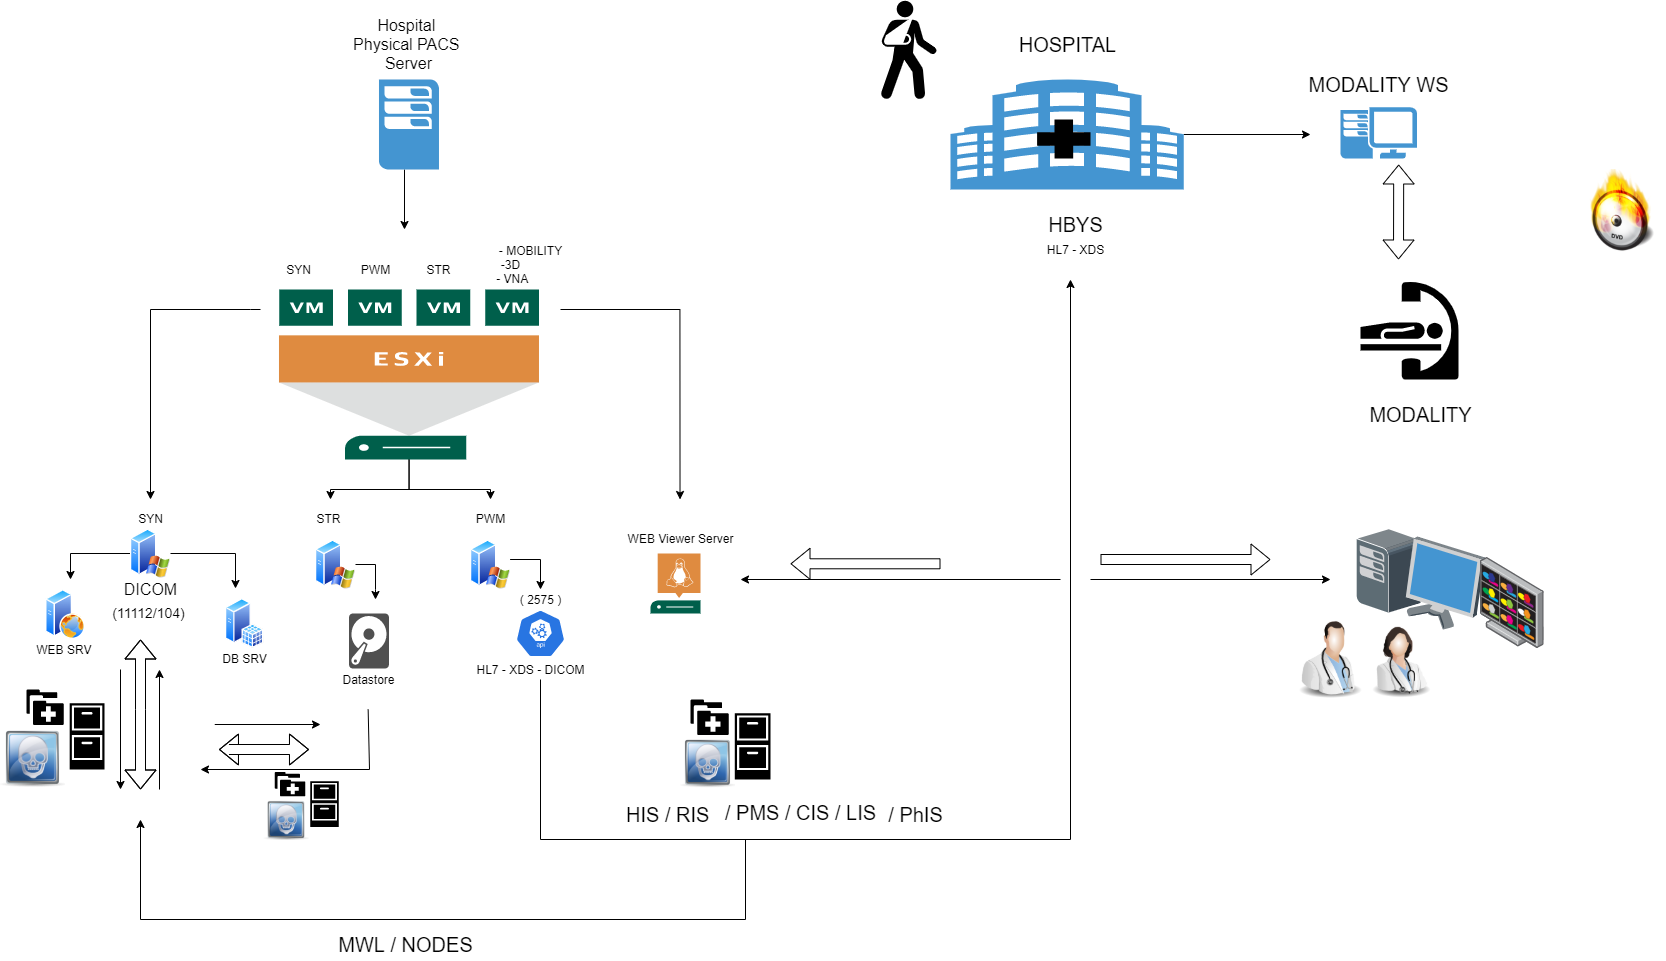 Hospital
Physical PACS
Server
HOSPITAL
MODALITY WS
HBYS
HL7 - XDS
DVD
- MOBILITY
-3D
- VNA
SYN
PWM
STR
VM
VM
VM
VM
ESXi
MODALITY
SYN
STR
PWM
WEB Viewer Server
DICOM
(11112/104)
( 2575 )
api
WEB SRV
DB SRV
Datastore
HL7 - XDS - DICOM
HIS / RIS / PMS / CIS / LIS / PhIS
MWL / NODES